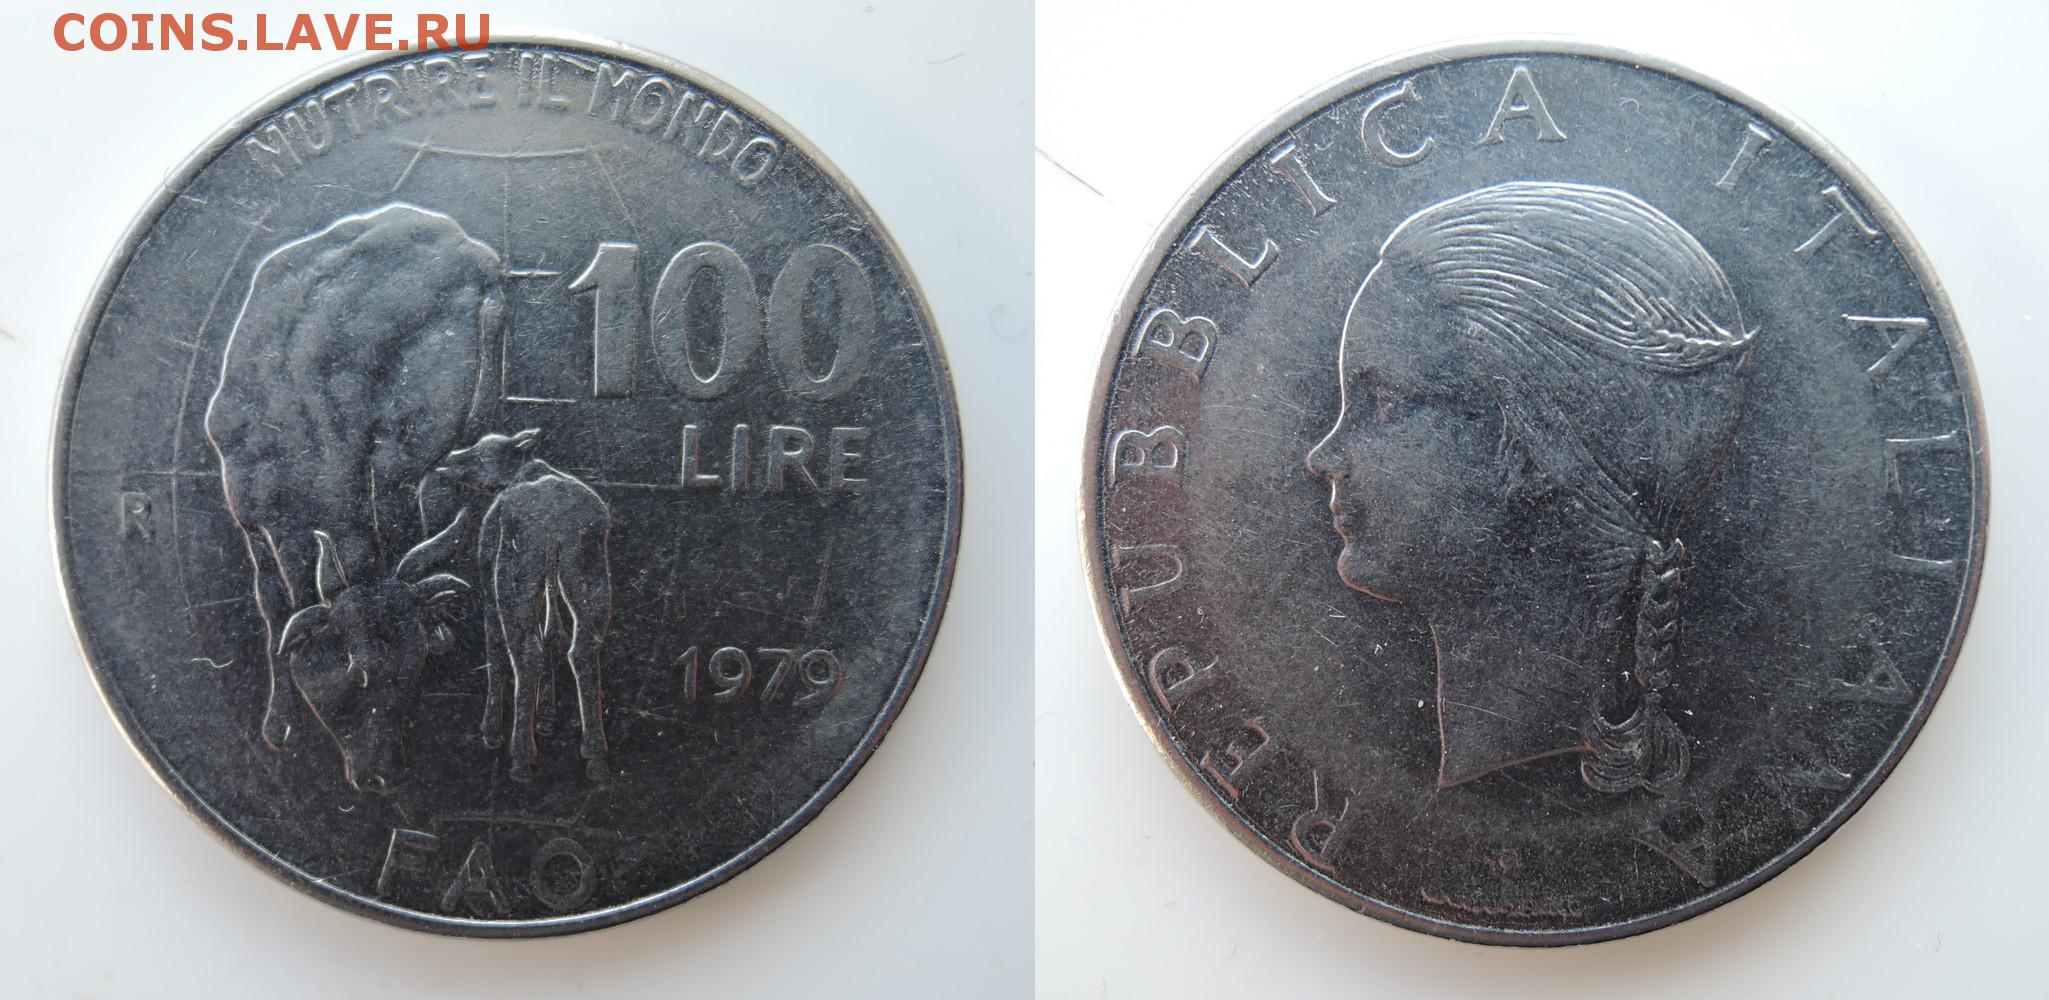 COINS.LAVE.RU
NUTRIRE IL MONDO
100
LIRE
R
1979
FAO
REPUBBLICA ITALIANA